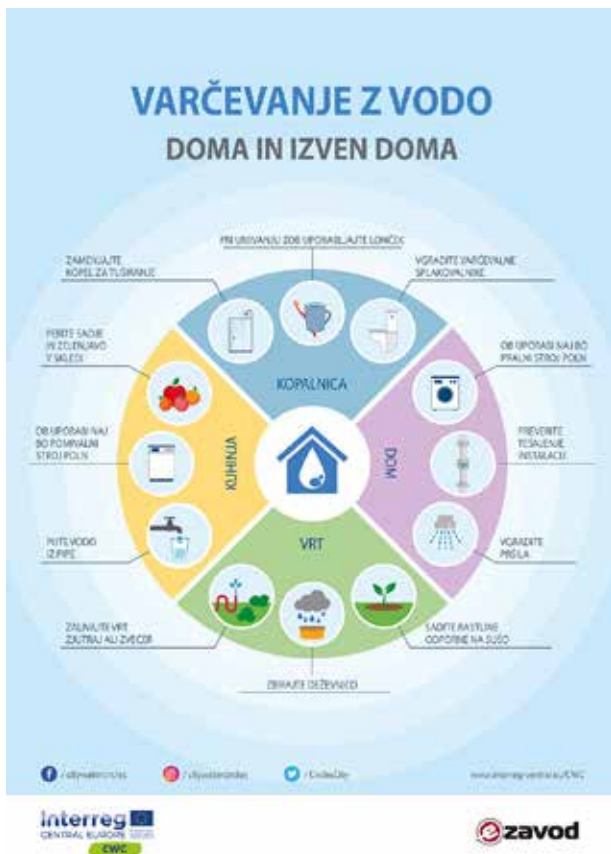 VARČEVANJE Z VODO
DOMA IN IZVEN DOMA
PRI UMIVANJU ZOB UPORABLJAJTE LONČEK
ZAMENJAJTE
KOPEL ZA TUŠIRANJE
VGRADITE VARČEVALNE
SPLAKOVALNIKE
PERITE SADJE
IN ZELENJAVO
V SKLEDI
OB UPORABI NAJ BO
PRALNI STROJ POLN
KOPALNICA
OB UPORABI NAJ
BO POMIVALNI
STROJ POLN
KUHINJA
DOM
PREVERITE
TESNJENJE
INSTALACIJ
PIJTE VODO
IZ PIPE
VRT
VGRADITE
PRŠILA
ZALIVAJTE VRT
ZJUTRAJ ALI ZVEČER
SADITE RASTLINE
ODPORNE NA SUŠO
ZBIRAJTE DEŽEVNICO
Interreg
CENTRAL EUROPE
CWC
ezavod